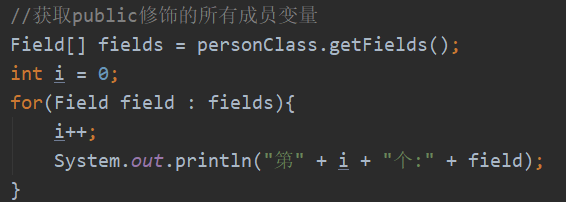 //获取public修饰的所有成员变量
Field[] fields = personClass.getFields();
int i = 0;
for(Field field : fields){
    i++;
    System.out.println("第" + i + "个:" + field);
}